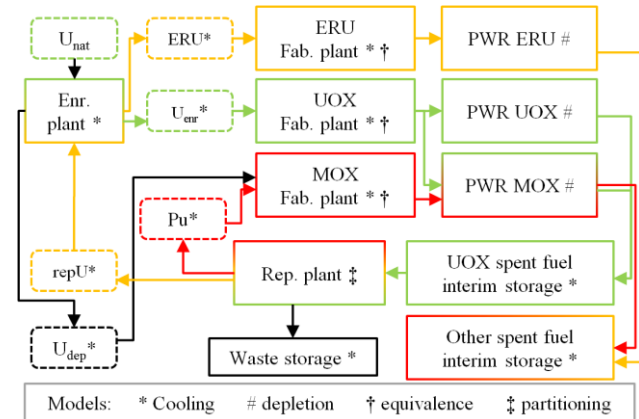 U_nat
ERU*
ERU
Fab. plant * †
PWR ERU #
Enr.
plant *
U_enr*
UOX
Fab. plant * †
PWR UOX #
MOX
Fab. plant * †
PWR MOX #
Pu*
repU*
Rep. plant ‡
UOX spent fuel
interim storage *
U_dep*
Waste storage *
Other spent fuel
interim storage *
Models: * Cooling # depletion † equivalence ‡ partitioning